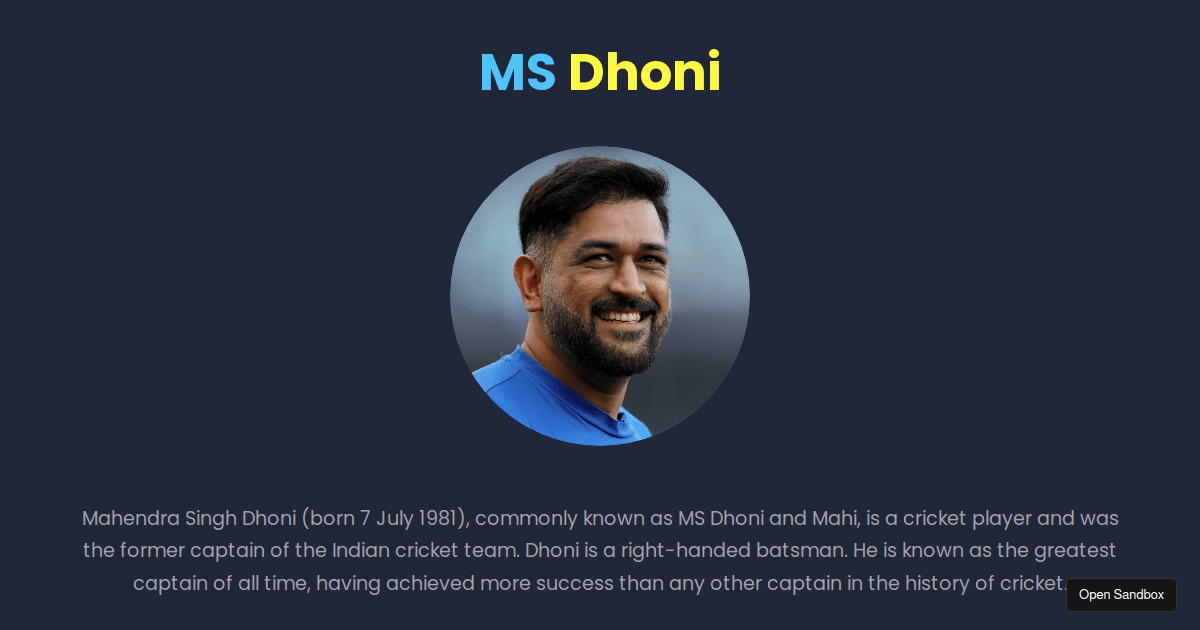 MS Dhoni
Mahendra Singh Dhoni (born 7 July 1981), commonly known as MS Dhoni and Mahi, is a cricket player and was
the former captain of the Indian cricket team. Dhoni is a right-handed batsman. He is known as the greatest
captain of all time, having achieved more success than any other captain in the history of cricket.
Open Sandbox